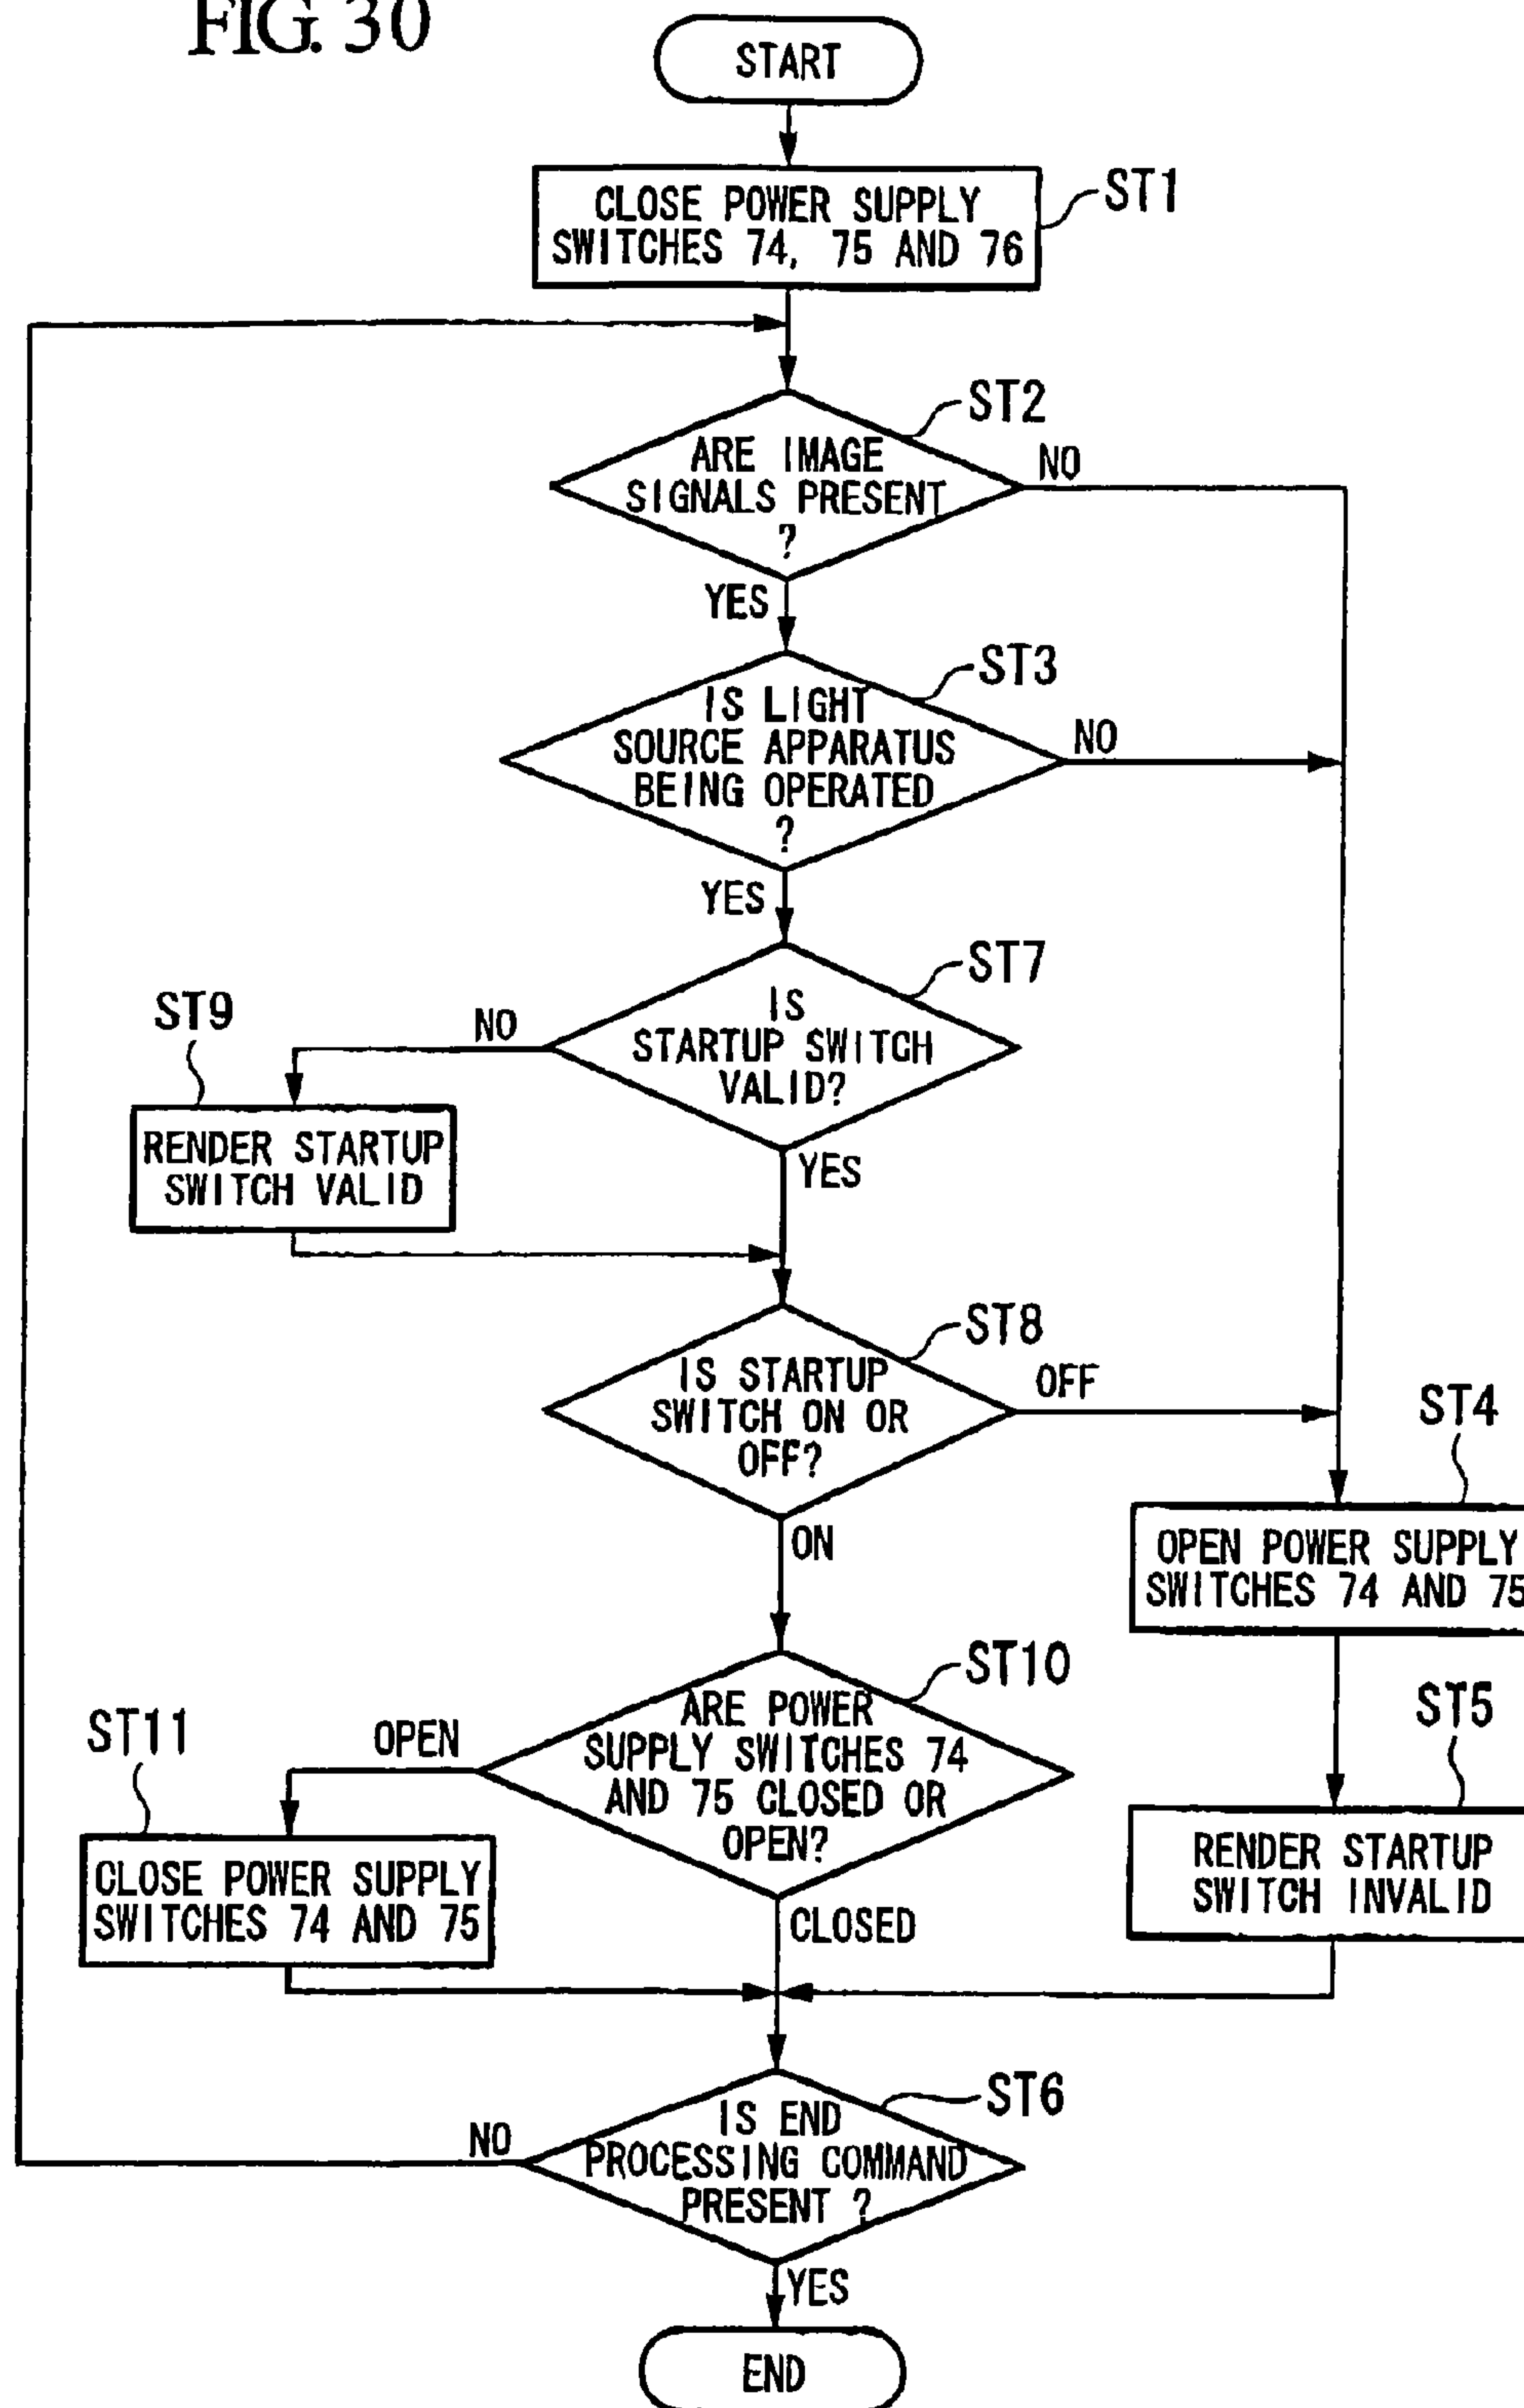 FIG. 30
START
CLOSE POWER SUPPLY
SWITCHES 74, 75 AND 76
ST1
ARE IMAGE
SIGNALS PRESENT
?
ST2
NO
YES
IS LIGHT
SOURCE APPARATUS
BEING OPERATED
?
ST3
NO
YES
IS
STARTUP SWITCH
VALID?
ST7
NO
YES
ST9
RENDER STARTUP
SWITCH VALID
IS STARTUP
SWITCH ON OR
OFF?
ST8
OFF
ON
ST4
OPEN POWER SUPPLY
SWITCHES 74 AND 75
ST5
RENDER STARTUP
SWITCH INVALID
ARE POWER
SUPPLY SWITCHES 74
AND 75 CLOSED OR
OPEN?
ST10
OPEN
CLOSED
ST11
CLOSE POWER SUPPLY
SWITCHES 74 AND 75
IS END
PROCESSING COMMAND
PRESENT ?
ST6
NO
YES
END